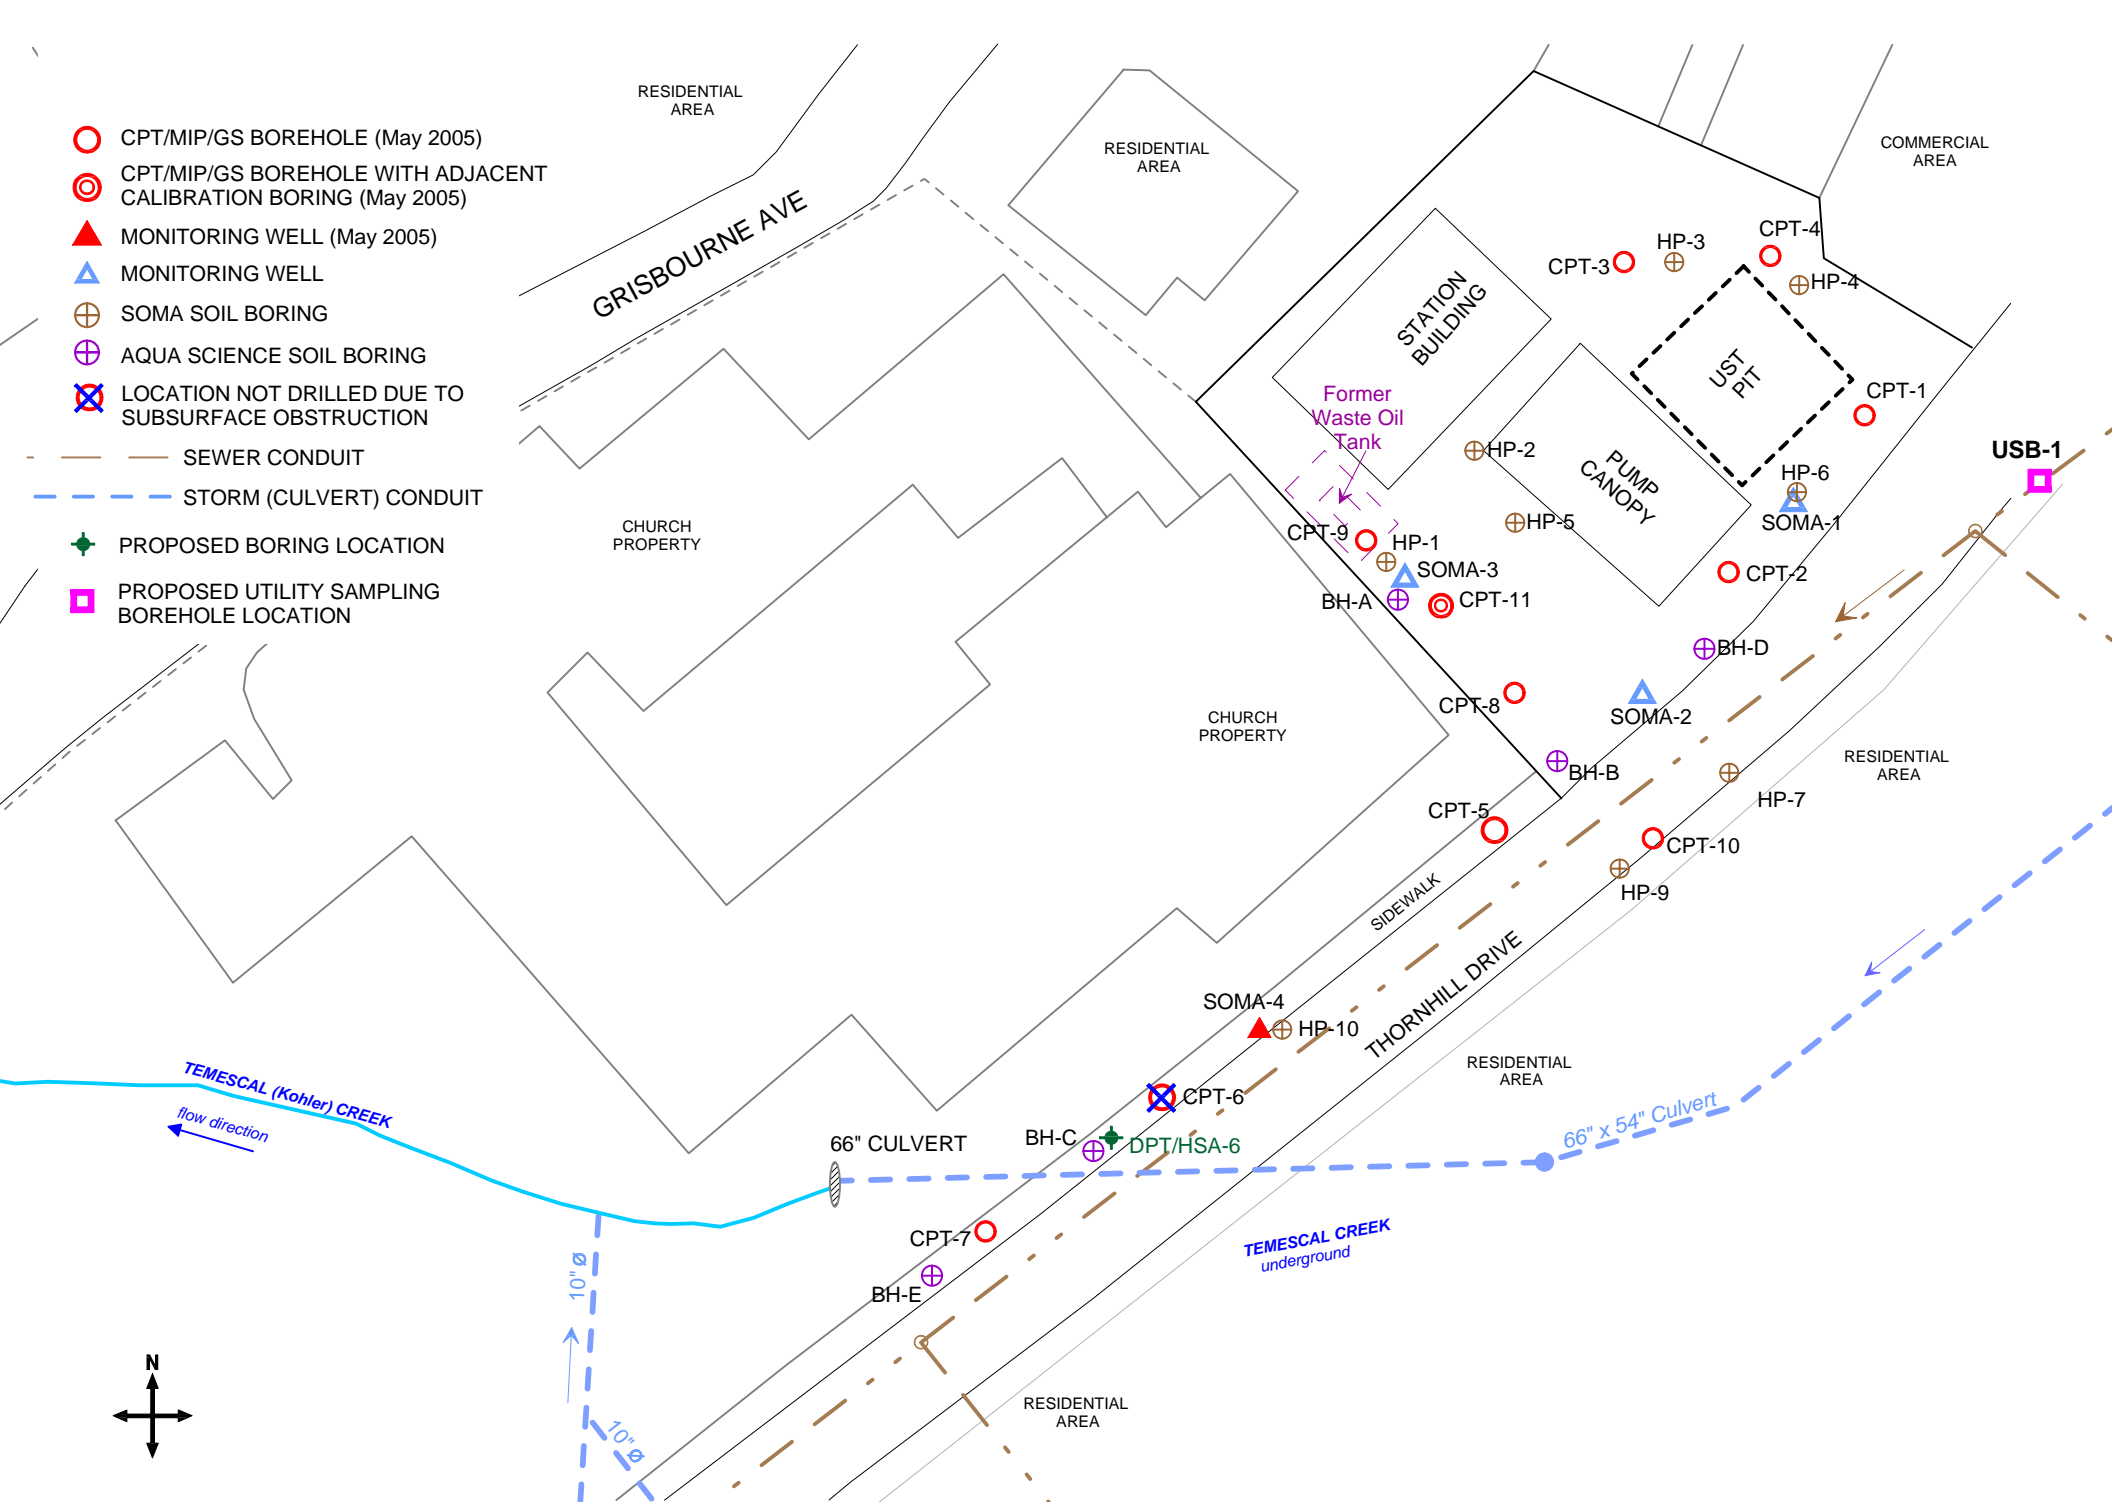 CPT/MIP/GS BOREHOLE (May 2005)
CPT/MIP/GS BOREHOLE WITH ADJACENT
CALIBRATION BORING (May 2005)
MONITORING WELL (May 2005)
MONITORING WELL
SOMA SOIL BORING
AQUA SCIENCE SOIL BORING
LOCATION NOT DRILLED DUE TO
SUBSURFACE OBSTRUCTION
SEWER CONDUIT
STORM (CULVERT) CONDUIT
PROPOSED BORING LOCATION
PROPOSED UTILITY SAMPLING
BOREHOLE LOCATION
RESIDENTIAL
AREA
GRISBOURNE AVE
RESIDENTIAL
AREA
COMMERCIAL
AREA
CPT-4
HP-3
CPT-3
HP-4
STATION
BUILDING
UST
PIT
CPT-1
Former
Waste Oil
Tank
HP-2
USB-1
PUMP
CANOPY
HP-6
SOMA-1
HP-5
CPT-9
HP-1
SOMA-3
CPT-2
BH-A
CPT-11
BH-D
CPT-8
SOMA-2
CHURCH
PROPERTY
CHURCH
PROPERTY
BH-B
RESIDENTIAL
AREA
HP-7
CPT-5
CPT-10
HP-9
SIDEWALK
THORNHILL DRIVE
SOMA-4
HP-10
RESIDENTIAL
AREA
CPT-6
BH-C
DPT/HSA-6
66" CULVERT
66" x 54" Culvert
TEMESCAL (Kohler) CREEK
flow direction
CPT-7
TEMESCAL CREEK
underground
BH-E
10" Ø
10" Ø
RESIDENTIAL
AREA
N